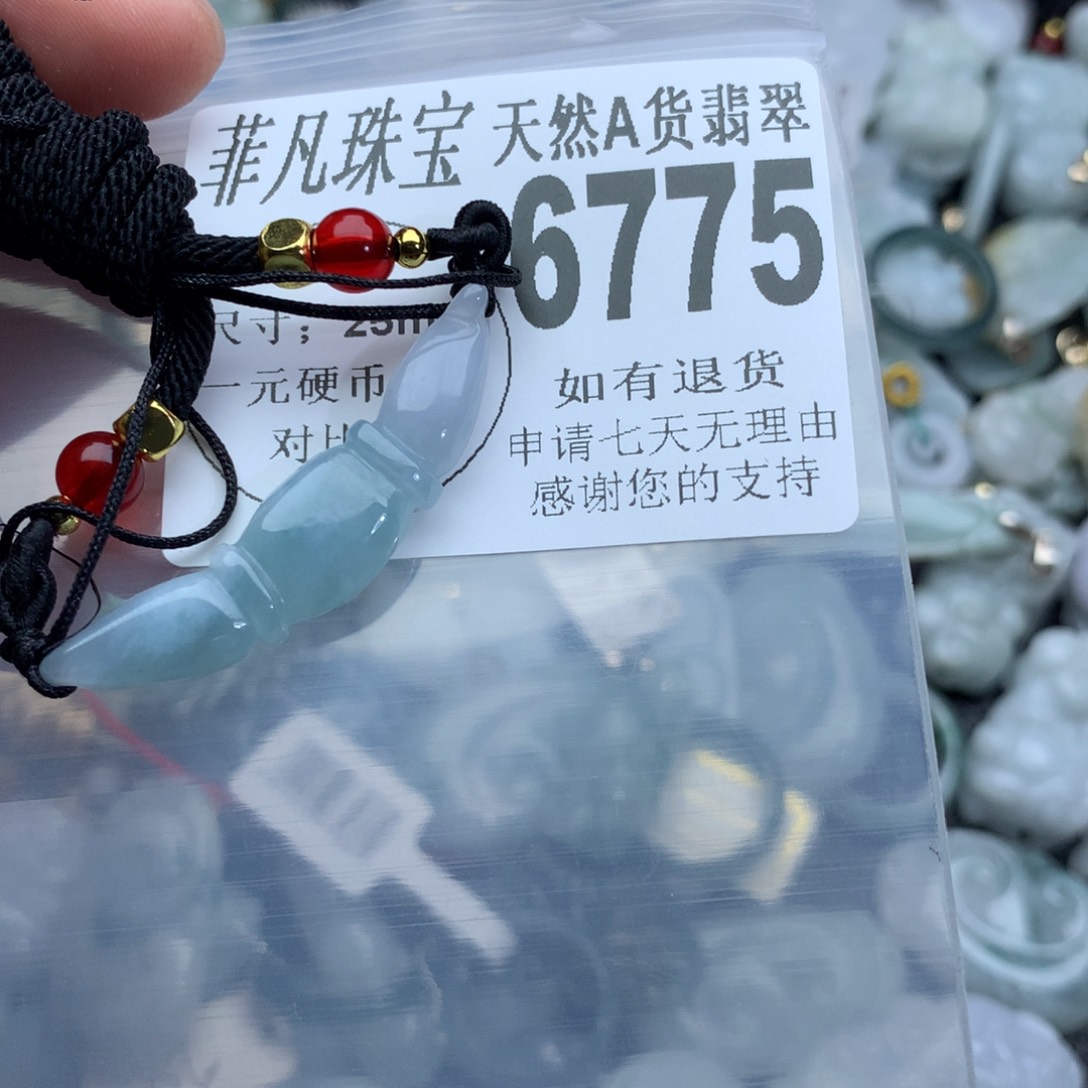 菲凡珠宝 天然A货翡翠
6775
尺寸；25m
一元硬币
对比
如有退货
申请七天无理由
感谢您的支持